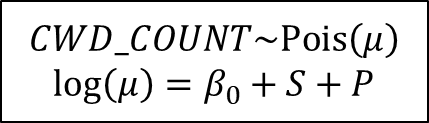 CWD_COUNT~Pois(μ)
log(μ) = β₀ + S + P